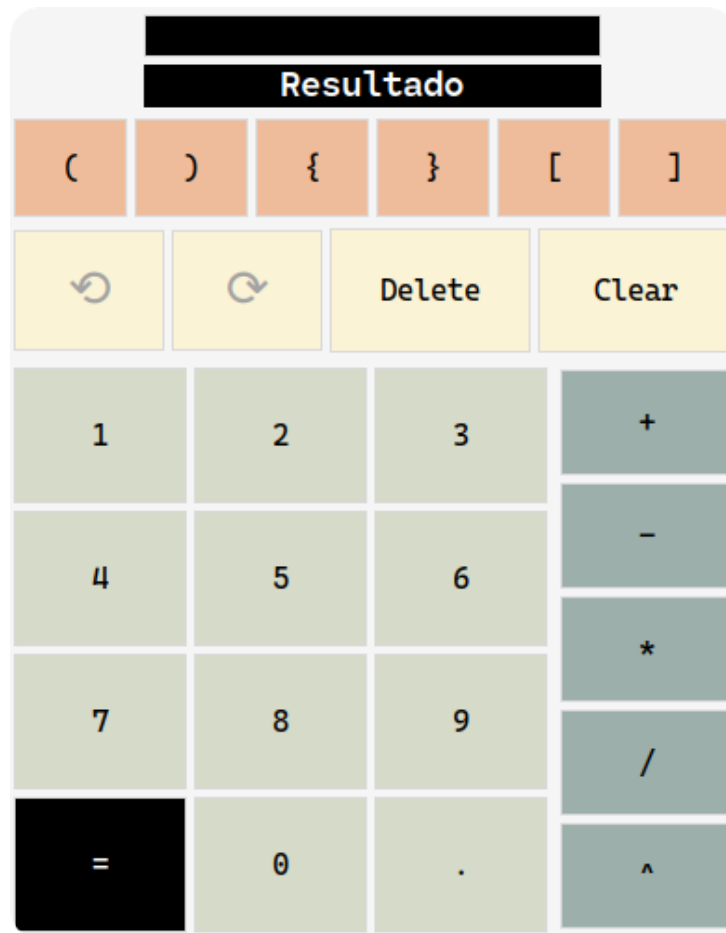 Resultado
( ) { } [ ]
⟲ ⟳ Delete Clear
1 2 3 +
4 5 6 -
7 8 9 *
/
= 0 . ^